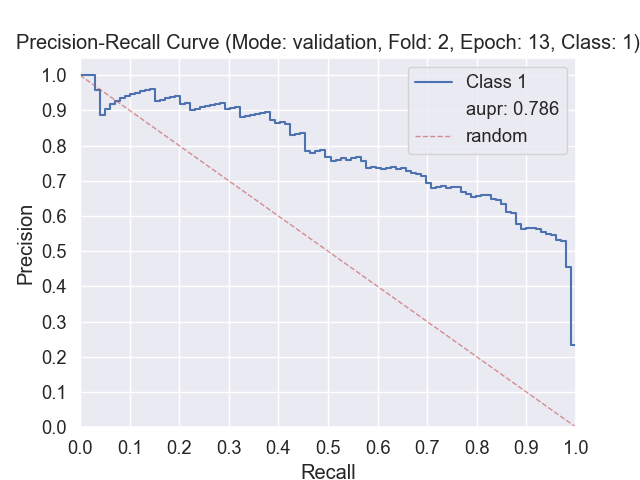 Precision-Recall Curve (Mode: validation, Fold: 2, Epoch: 13, Class: 1)
1.0
0.9
0.8
0.7
0.6
0.5
0.4
0.3
0.2
0.1
0.0
Precision
Class 1
aupr: 0.786
random
0.0 0.1 0.2 0.3 0.4 0.5 0.6 0.7 0.8 0.9 1.0
Recall